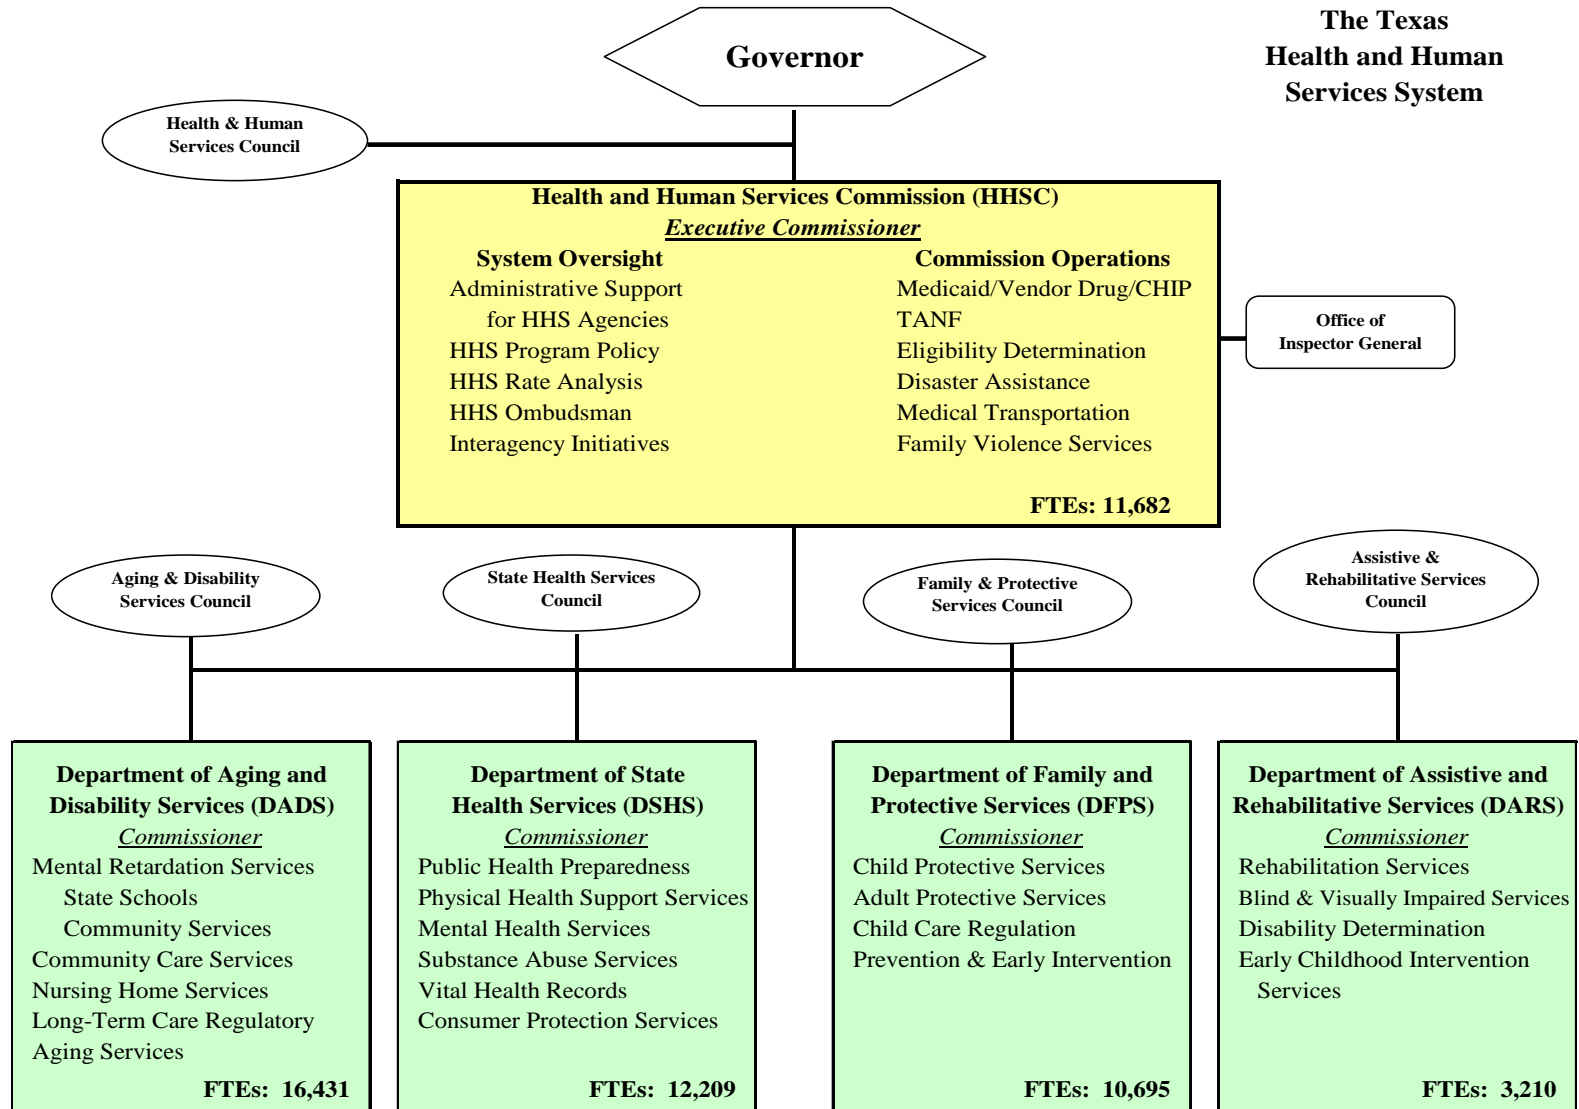 The Texas
Health and Human
Services System
Governor
Health & Human
Services Council
Health and Human Services Commission (HHSC)
Executive Commissioner
System Oversight
Administrative Support
for HHS Agencies
HHS Program Policy
HHS Rate Analysis
HHS Ombudsman
Interagency Initiatives
Commission Operations
Medicaid/Vendor Drug/CHIP
TANF
Eligibility Determination
Disaster Assistance
Medical Transportation
Family Violence Services
FTEs: 11,682
Office of
Inspector General
Aging & Disability
Services Council
State Health Services
Council
Family & Protective
Services Council
Assistive &
Rehabilitative Services
Council
Department of Aging and
Disability Services (DADS)
Commissioner
Mental Retardation Services
State Schools
Community Services
Community Care Services
Nursing Home Services
Long-Term Care Regulatory
Aging Services
FTEs: 16,431
Department of State
Health Services (DSHS)
Commissioner
Public Health Preparedness
Physical Health Support Services
Mental Health Services
Substance Abuse Services
Vital Health Records
Consumer Protection Services
FTEs: 12,209
Department of Family and
Protective Services (DFPS)
Commissioner
Child Protective Services
Adult Protective Services
Child Care Regulation
Prevention & Early Intervention
FTEs: 10,695
Department of Assistive and
Rehabilitative Services (DARS)
Commissioner
Rehabilitation Services
Blind & Visually Impaired Services
Disability Determination
Early Childhood Intervention
Services
FTEs: 3,210